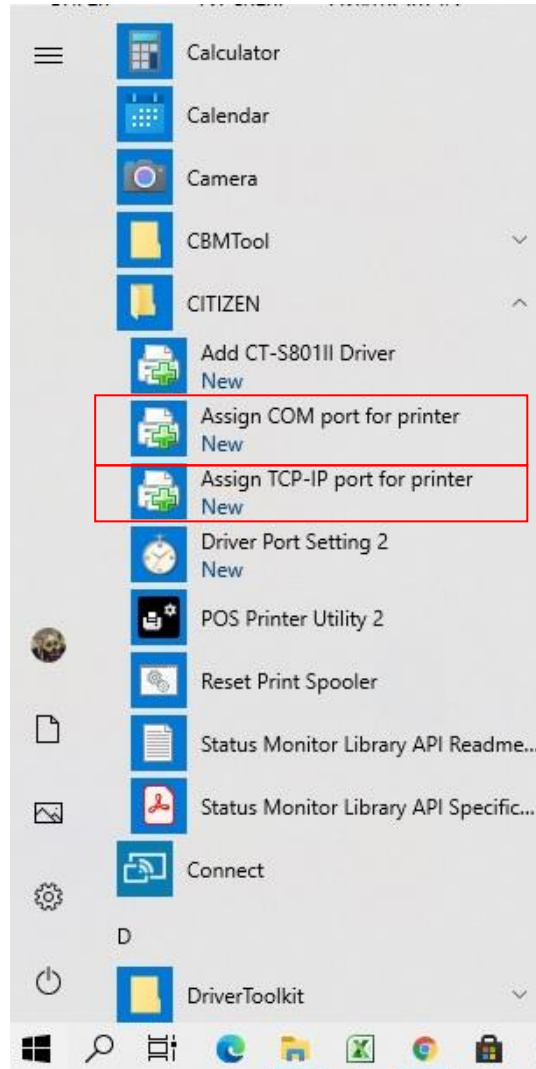 Calculator
Calendar
Camera
CBMTool
CITIZEN
Add CT-S801II Driver
New
Assign COM port for printer
New
Assign TCP-IP port for printer
New
Driver Port Setting 2
New
POS Printer Utility 2
Reset Print Spooler
Status Monitor Library API Readme...
Status Monitor Library API Specific...
Connect
D
DriverToolkit